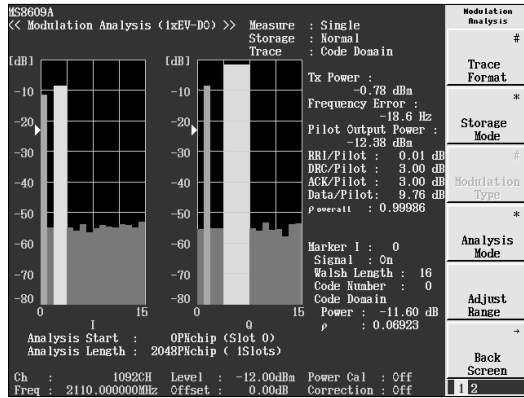 MS8609A
<< Modulation Analysis (1xEV-DO) >> Measure : Single
Storage : Normal
Trace : Code Domain
[dB] [dB]
Tx Power :
-0.78 dBm
Frequency Error :
-18.6 Hz
Pilot Output Power :
-12.38 dBm
RRI/Pilot : 0.01 dB
DRC/Pilot : 3.00 dB
ACK/Pilot : 3.00 dB
Data/Pilot: 9.76 dB
ρ overall : 0.99986
-10 -10
-20 -20
-30 -30
-40 -40
-50 -50
-60 -60
-70 -70
-80 -80
0 15 0 15
I Q
Marker I : 0
Signal : On
Walsh Length : 16
Code Number : 0
Code Domain
Power : -11.60 dB
ρ : 0.06923
Analysis Start : 0PNchip (Slot 0)
Analysis Length : 2048PNchip ( 1Slots)
Ch : 1092CH Level : -12.00dBm Power Cal : Off
Freq : 2110.000000MHz Offset : 0.00dB Correction : Off
Modulation
Analysis
#
Trace
Format
*
Storage
Mode
#
Modulation
Type
*
Analysis
Mode
Adjust
Range
→
Back
Screen
1 2